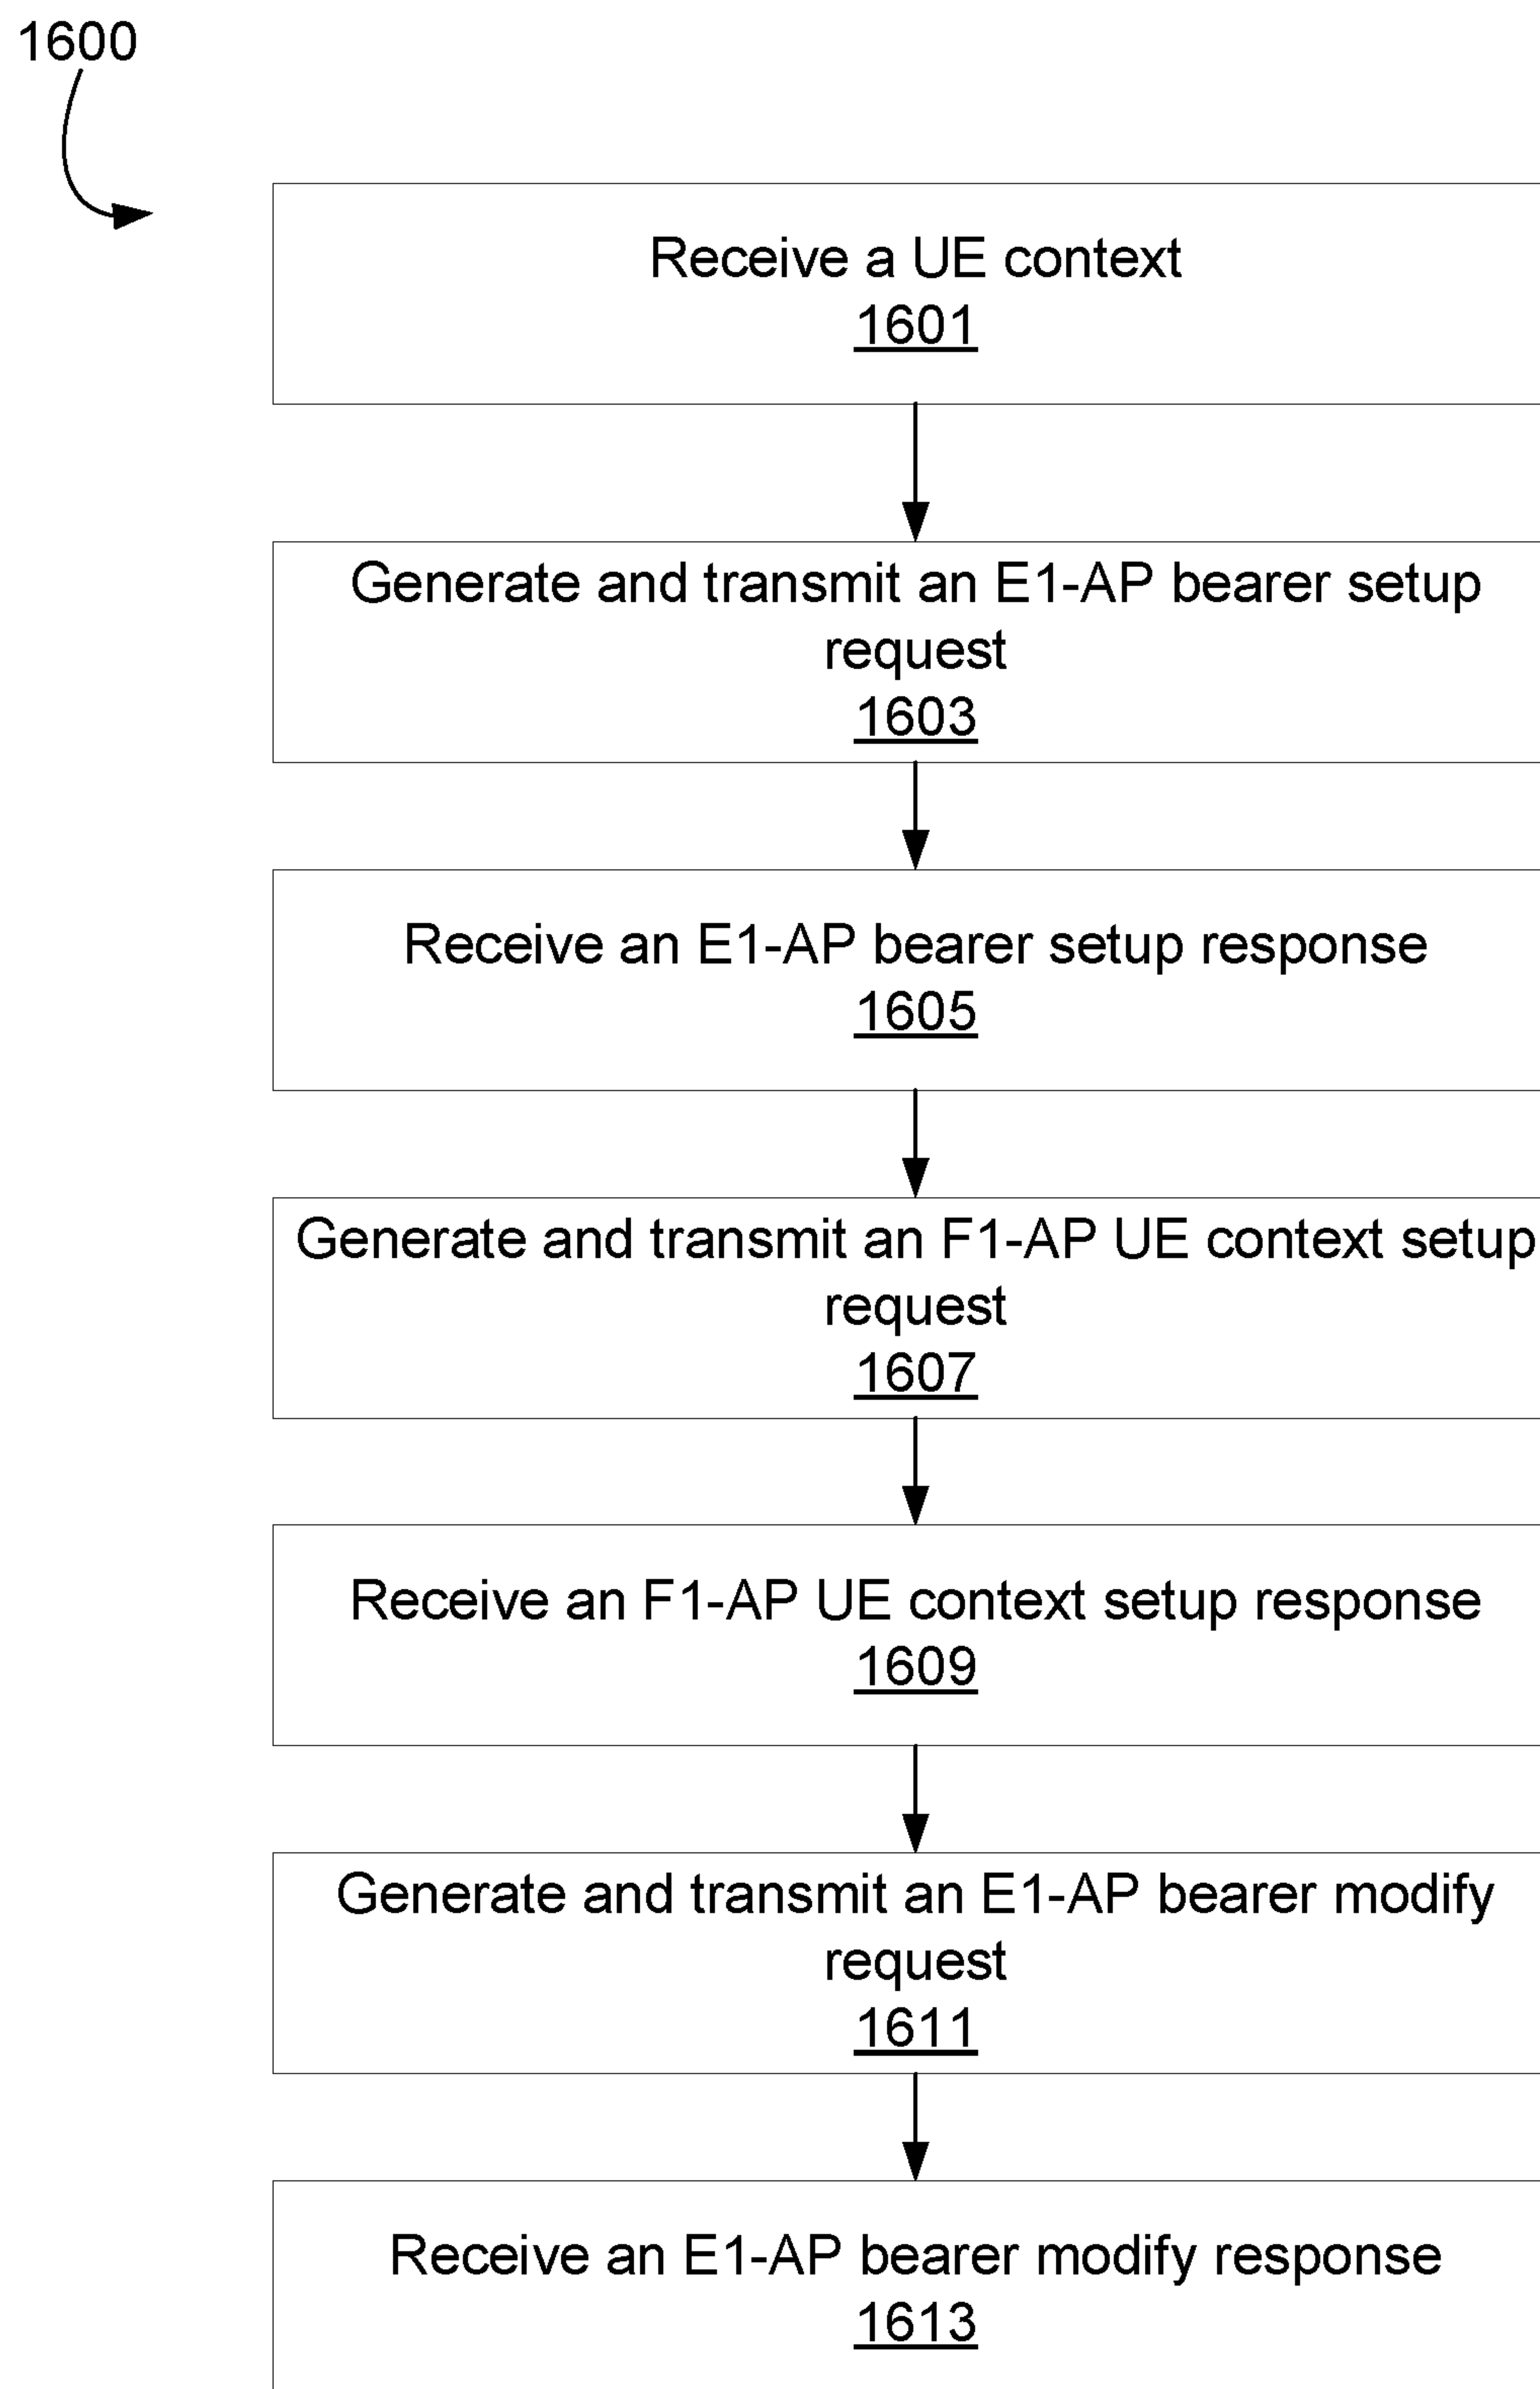 1600
Receive a UE context
1601
Generate and transmit an E1-AP bearer setup
request
1603
Receive an E1-AP bearer setup response
1605
Generate and transmit an F1-AP UE context setup
request
1607
Receive an F1-AP UE context setup response
1609
Generate and transmit an E1-AP bearer modify
request
1611
Receive an E1-AP bearer modify response
1613